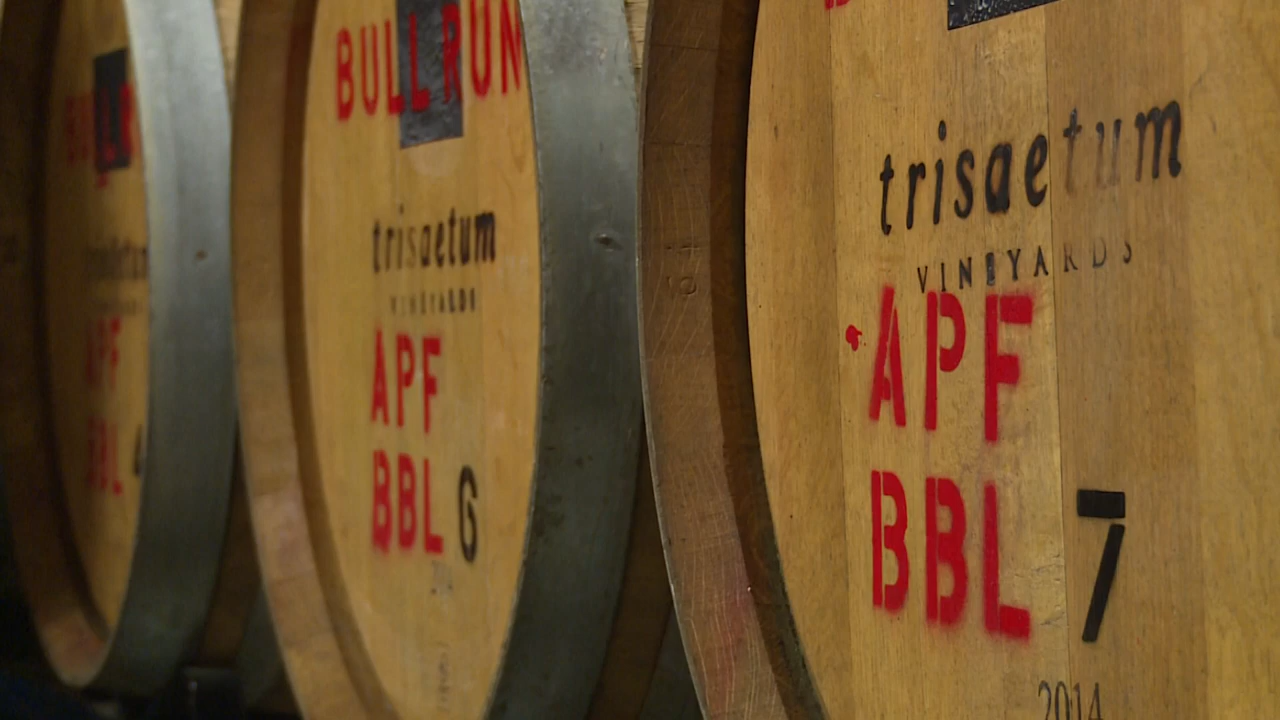 BULL RUN
trisaetum
VINEYARDS
APF
BBL 6
trisaetum
VINEYARDS
APF
BBL 7
2014